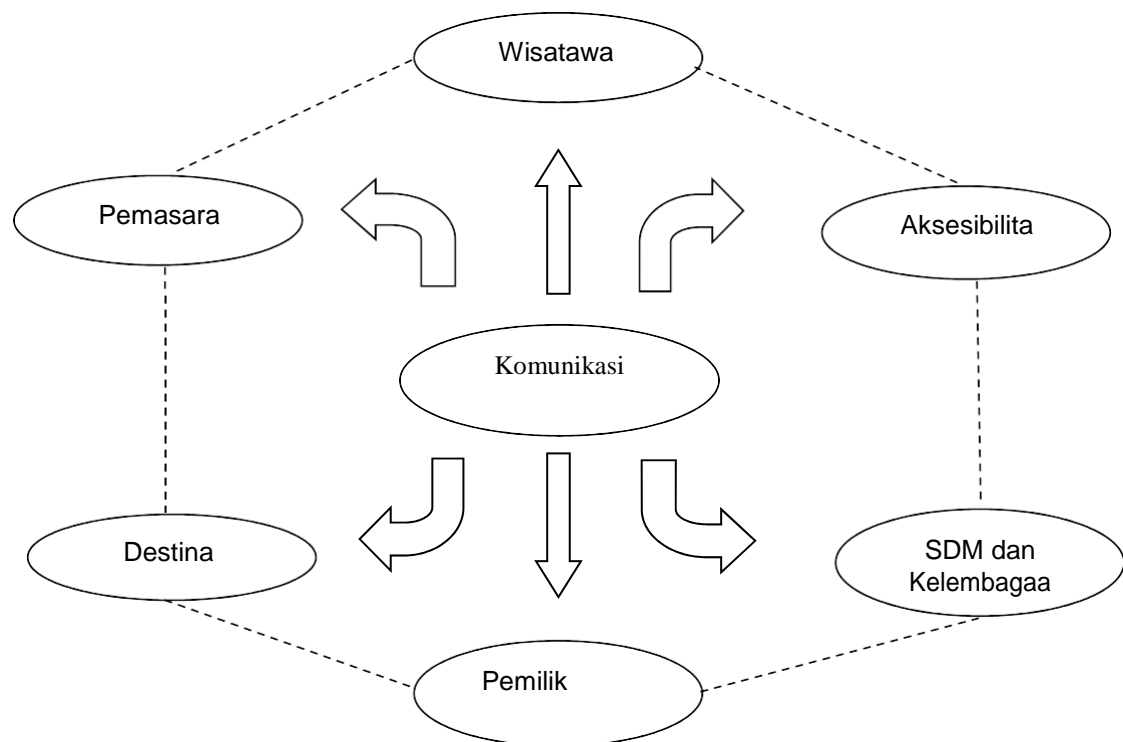 Wisatawa
Pemasara
Aksesibilita
Komunikasi
Destina
SDM dan
Kelembagaa
Pemilik